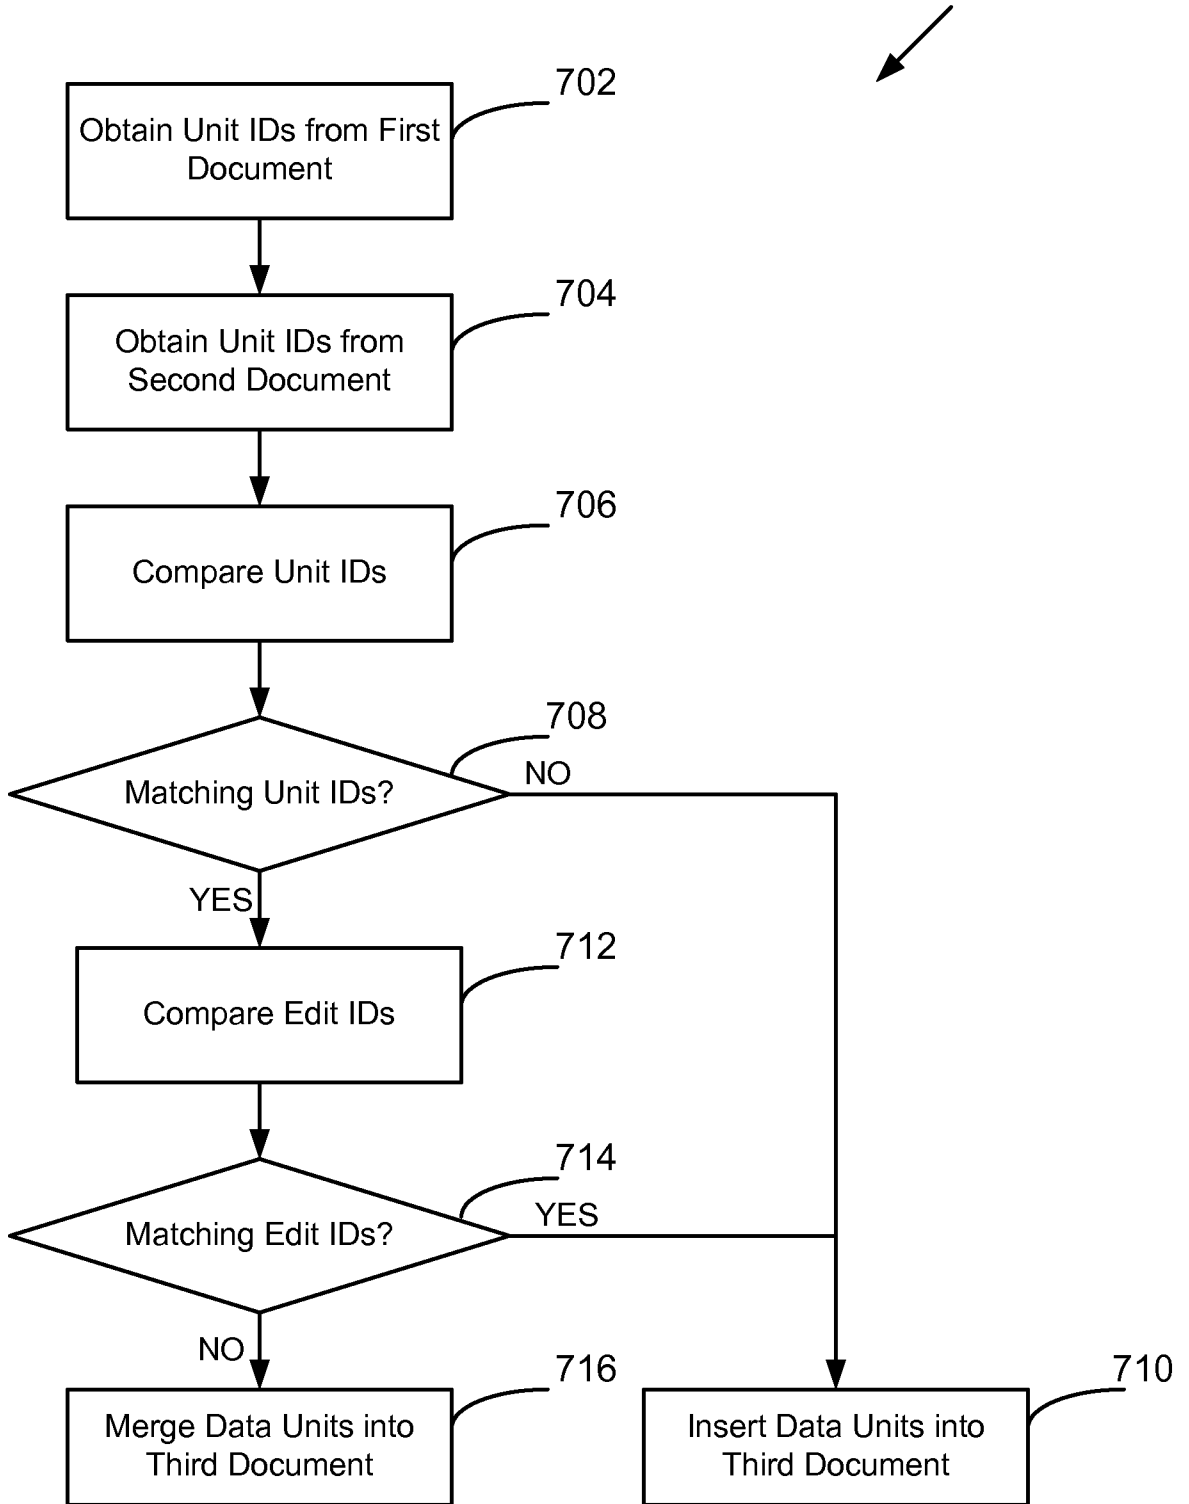 702
Obtain Unit IDs from First
Document
704
Obtain Unit IDs from
Second Document
706
Compare Unit IDs
708
Matching Unit IDs?
NO
YES
712
Compare Edit IDs
714
Matching Edit IDs?
YES
NO
716
Merge Data Units into
Third Document
710
Insert Data Units into
Third Document